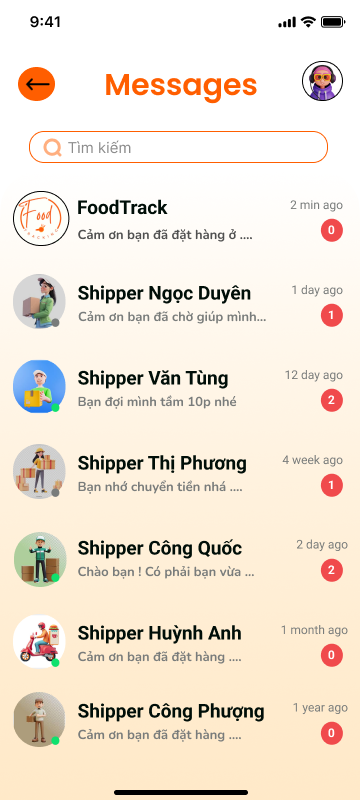 9:41
Messages
Tìm kiếm
Food
FoodTrack
2 min ago
Cảm ơn bạn đã đặt hàng ở ....
0
Shipper Ngọc Duyên
1 day ago
Cảm ơn bạn đã chờ giúp mình...
1
Shipper Văn Tùng
12 day ago
Bạn đợi mình tầm 10p nhé
2
Shipper Thị Phương
4 week ago
Bạn nhớ chuyển tiền nhá ....
1
Shipper Công Quốc
2 day ago
Chào bạn ! Có phải bạn vừa ...
2
Shipper Huỳnh Anh
1 month ago
Cảm ơn bạn đã đặt hàng ....
0
Shipper Công Phượng
1 year ago
Cảm ơn bạn đã đặt hàng ....
0